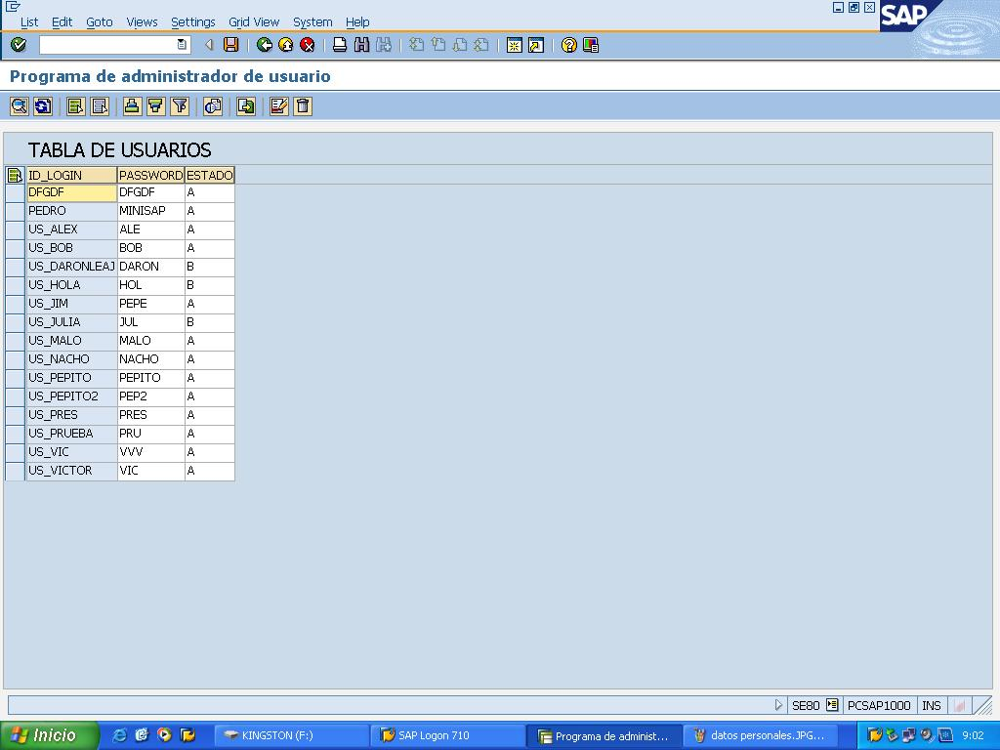 List Edit Goto Views Settings Grid View System Help
SAP
Programa de administrador de usuario
TABLA DE USUARIOS
ID_LOGIN PASSWORD ESTADO
DFGDF DFGDF A
PEDRO MINISAP A
US_ALEX ALE A
US_BOB BOB A
US_DARONLEAJ DARON B
US_HOLA HOL B
US_JIM PEPE A
US_JULIA JUL B
US_MALO MALO A
US_NACHO NACHO A
US_PEPITO PEPITO A
US_PEPITO2 PEP2 A
US_PRES PRES A
US_PRUEBA PRU A
US_VIC VVV A
US_VICTOR VIC A
SE80 PCSAP1000 INS
Inicio KINGSTON (F:) SAP Logon 710 Programa de administ... datos personales.JPG... 9:02